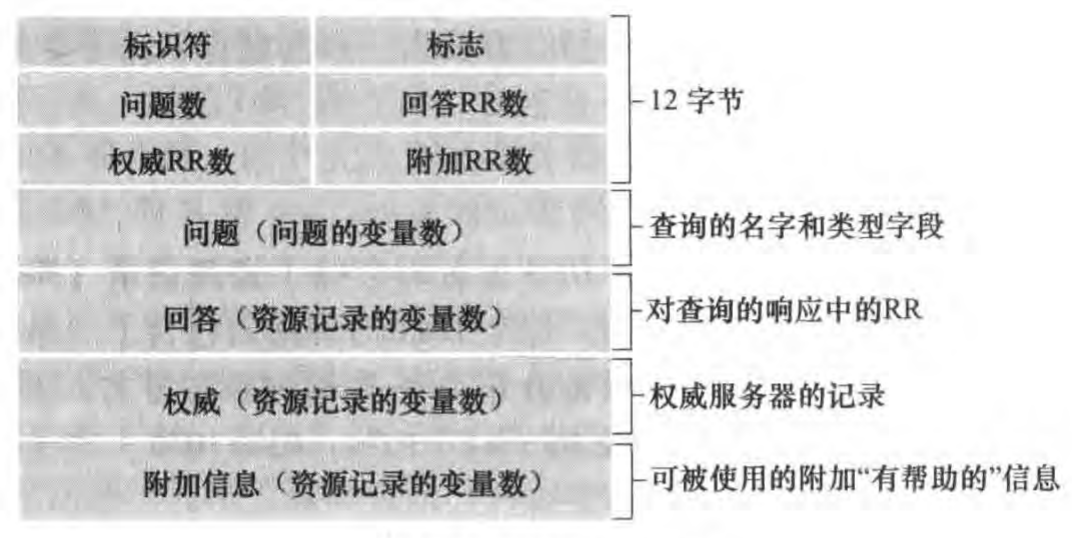 标识符 标志
问题数 回答RR数
权威RR数 附加RR数
12 字节
问题（问题的变量数） 查询的名字和类型字段
回答（资源记录的变量数） 对查询的响应中的RR
权威（资源记录的变量数） 权威服务器的记录
附加信息（资源记录的变量数） 可被使用的附加“有帮助的”信息